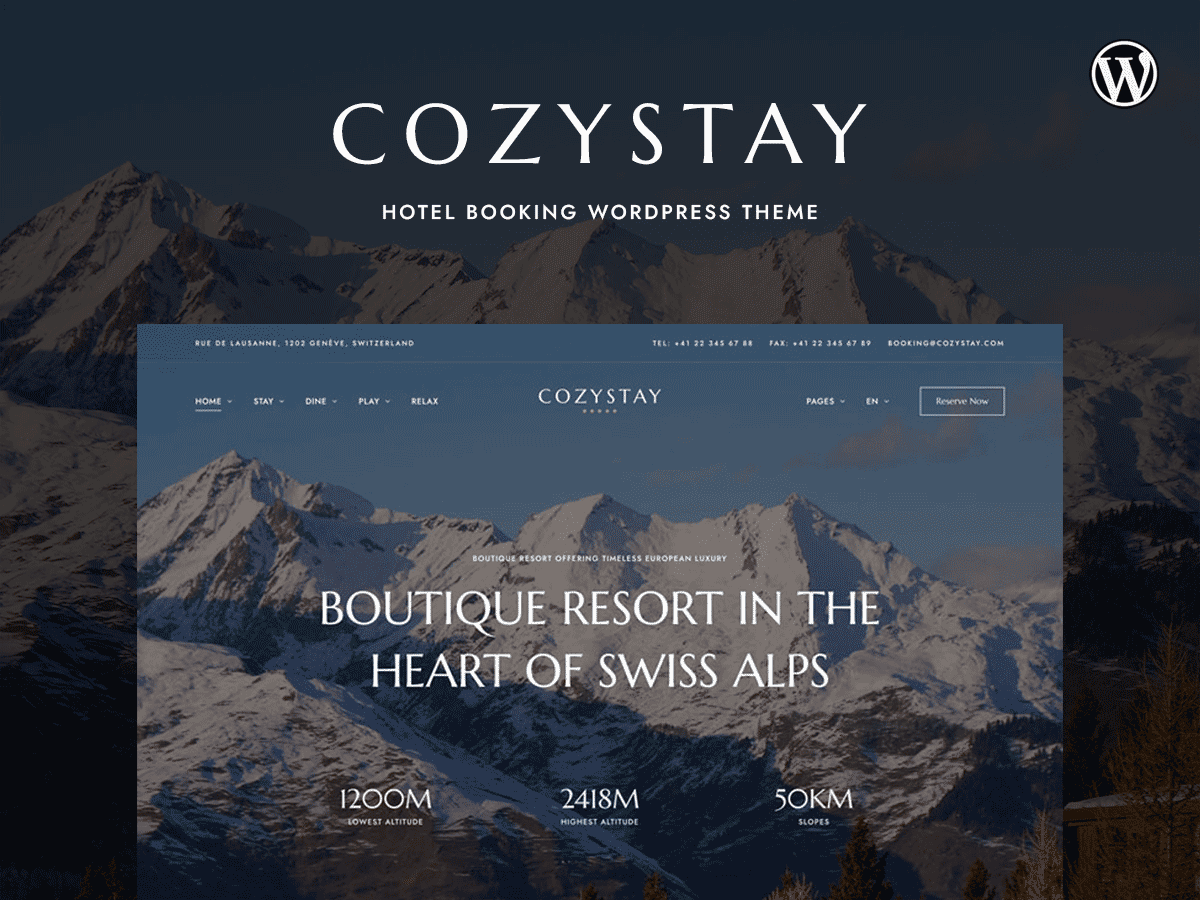 W
COZYSTAY
HOTEL BOOKING WORDPRESS THEME
RUE DE LAUSANNE, 1202 GENÈVE, SWITZERLAND
TEL: +41 22 345 67 88 FAX: +41 22 345 67 89 BOOKING@COZYSTAY.COM
HOME STAY DINE PLAY RELAX
COZYSTAY
PAGES EN Reserve Now
BOUTIQUE RESORT OFFERING TIMELESS EUROPEAN LUXURY
BOUTIQUE RESORT IN THE
HEART OF SWISS ALPS
1200M 2418M 50KM
LOWEST ALTITUDE HIGHEST ALTITUDE SLOPES